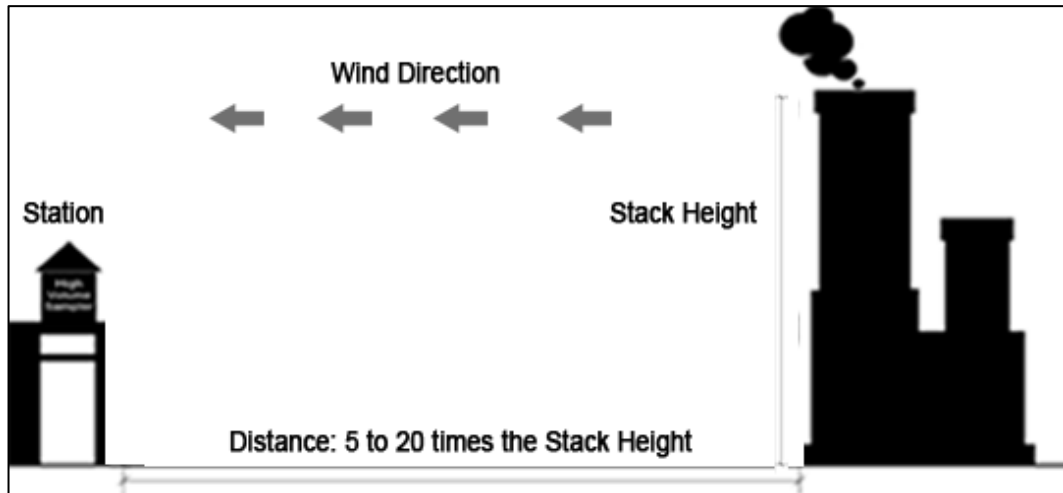 Wind Direction
Station
Stack Height
High
Volume
Sampler
Distance: 5 to 20 times the Stack Height